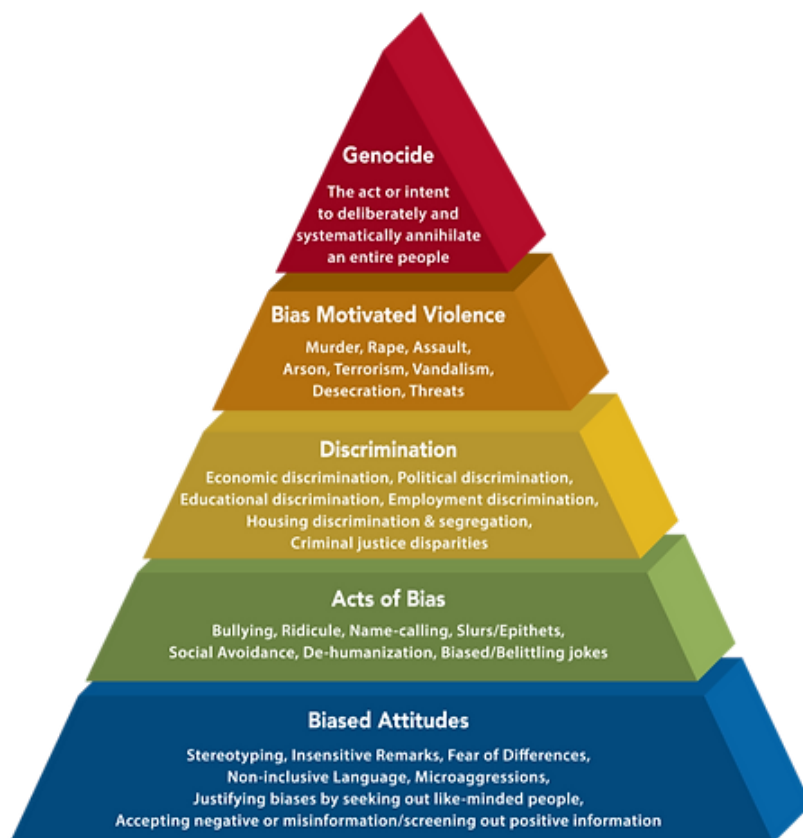 Genocide
The act or intent
to deliberately and
systematically annihilate
an entire people
Bias Motivated Violence
Murder, Rape, Assault,
Arson, Terrorism, Vandalism,
Desecration, Threats
Discrimination
Economic discrimination, Political discrimination,
Educational discrimination, Employment discrimination,
Housing discrimination & segregation,
Criminal justice disparities
Acts of Bias
Bullying, Ridicule, Name-calling, Slurs/Epithets,
Social Avoidance, De-humanization, Biased/Belittling jokes
Biased Attitudes
Stereotyping, Insensitive Remarks, Fear of Differences,
Non-inclusive Language, Microaggressions,
Justifying biases by seeking out like-minded people,
Accepting negative or misinformation/screening out positive information